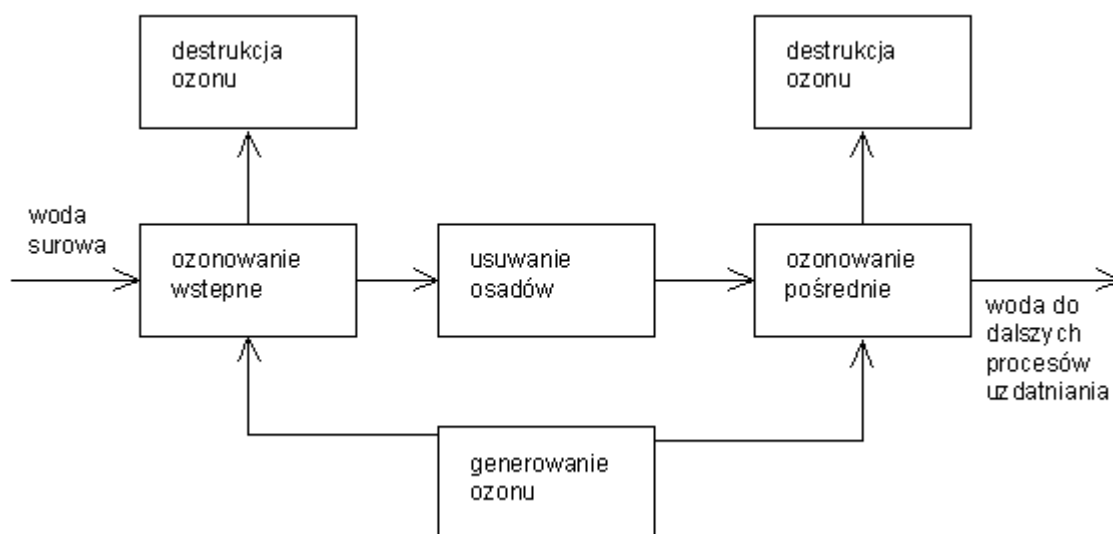 destrukcja
ozonu
destrukcja
ozonu
woda
surowa
ozonowanie
wstepne
usuwanie
osadów
ozonowanie
pośrednie
woda do
dalszych
procesów
uzdatniania
generowanie
ozonu